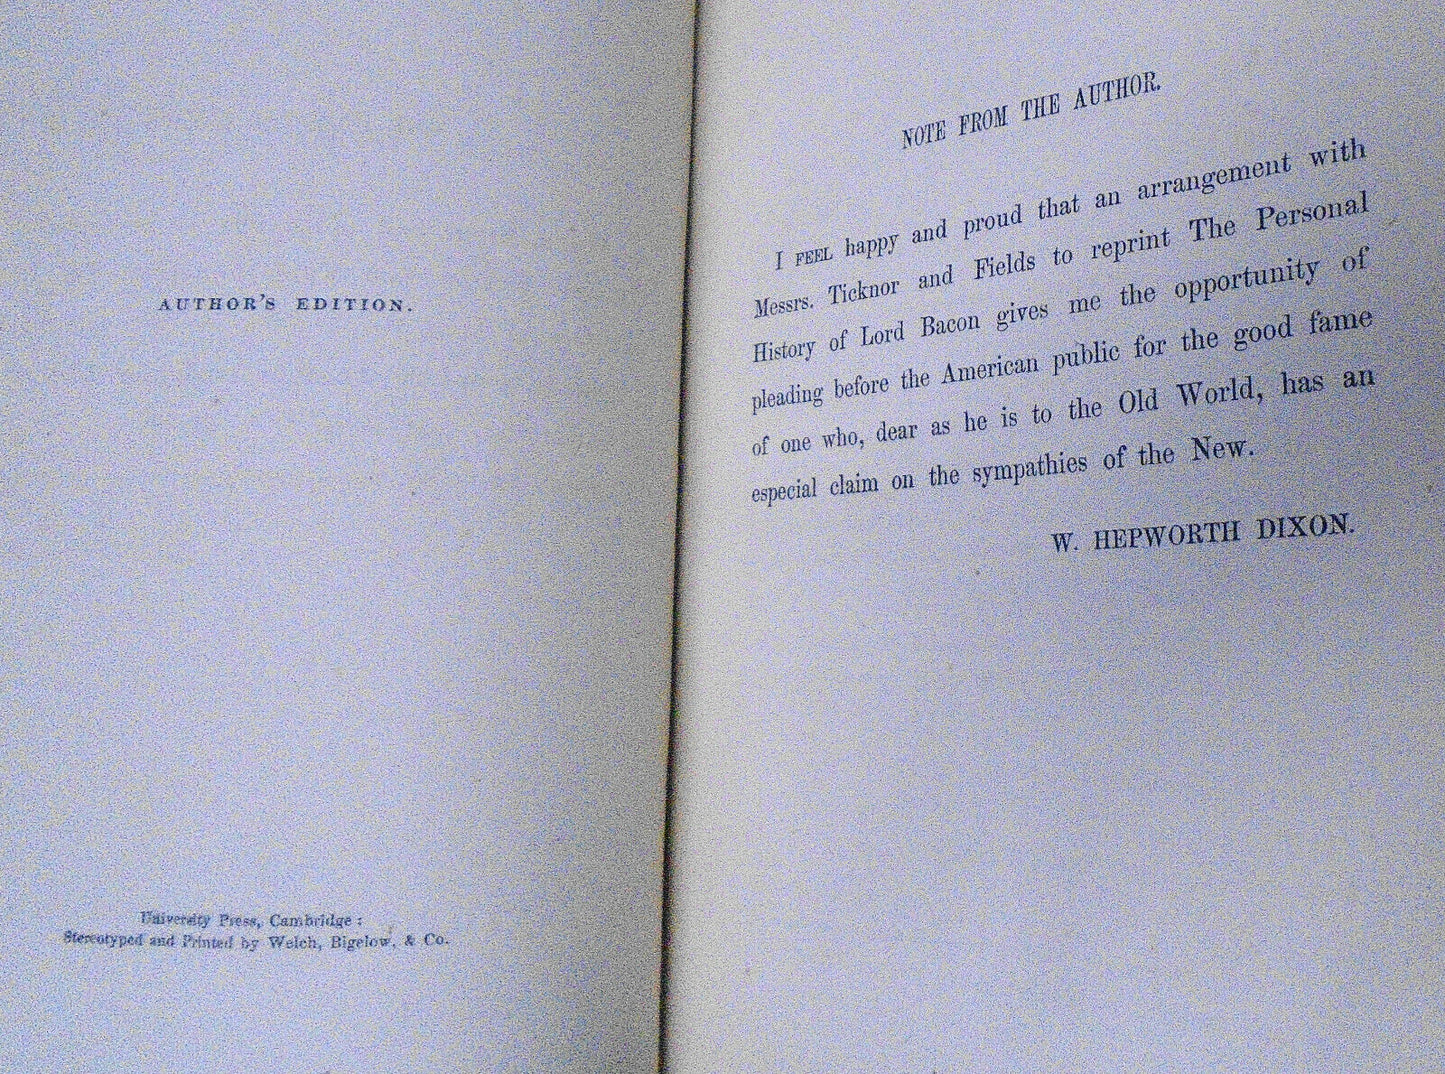 AUTHOR'S EDITION.
University Press, Cambridge:
Stereotyped and Printed by Welch, Bigelow, & Co.
NOTE FROM THE AUTHOR.
I FEEL happy and proud that an arrangement with
Messrs. Ticknor and Fields to reprint The Personal
History of Lord Bacon gives me the opportunity of
pleading before the American public for the good fame
of one who, dear as he is to the Old World, has an
especial claim on the sympathies of the New.
W. HEPWORTH DIXON.